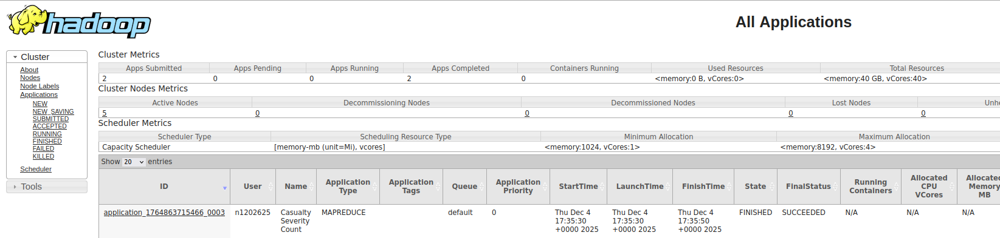 hadoop
All Applications
Cluster
About
Nodes
Node Labels
Applications
NEW
NEW_SAVING
SUBMITTED
ACCEPTED
RUNNING
FINISHED
FAILED
KILLED
Scheduler
Tools
Cluster Metrics
Apps Submitted Apps Pending Apps Running Apps Completed Containers Running Used Resources Total Resources
2 0 0 2 0 <memory:0 B, vCores:0> <memory:40 GB, vCores:40>
Cluster Nodes Metrics
Active Nodes Decommissioning Nodes Decommissioned Nodes Lost Nodes Unhe
5 0 0 0 0
Scheduler Metrics
Scheduler Type Scheduling Resource Type Minimum Allocation Maximum Allocation
Capacity Scheduler [memory-mb (unit=Mi), vcores] <memory:1024, vCores:1> <memory:8192, vCores:4>
Show 20 entries
ID User Name Application Type Application Tags Queue Application Priority StartTime LaunchTime FinishTime State FinalStatus Running Containers Allocated CPU VCores Allocated Memory MB
application_1764863715466_0003 n1202625 Casualty Severity Count MAPREDUCE default 0 Thu Dec 4 17:35:30 +0000 2025 Thu Dec 4 17:35:30 +0000 2025 Thu Dec 4 17:35:50 +0000 2025 FINISHED SUCCEEDED N/A N/A N/A